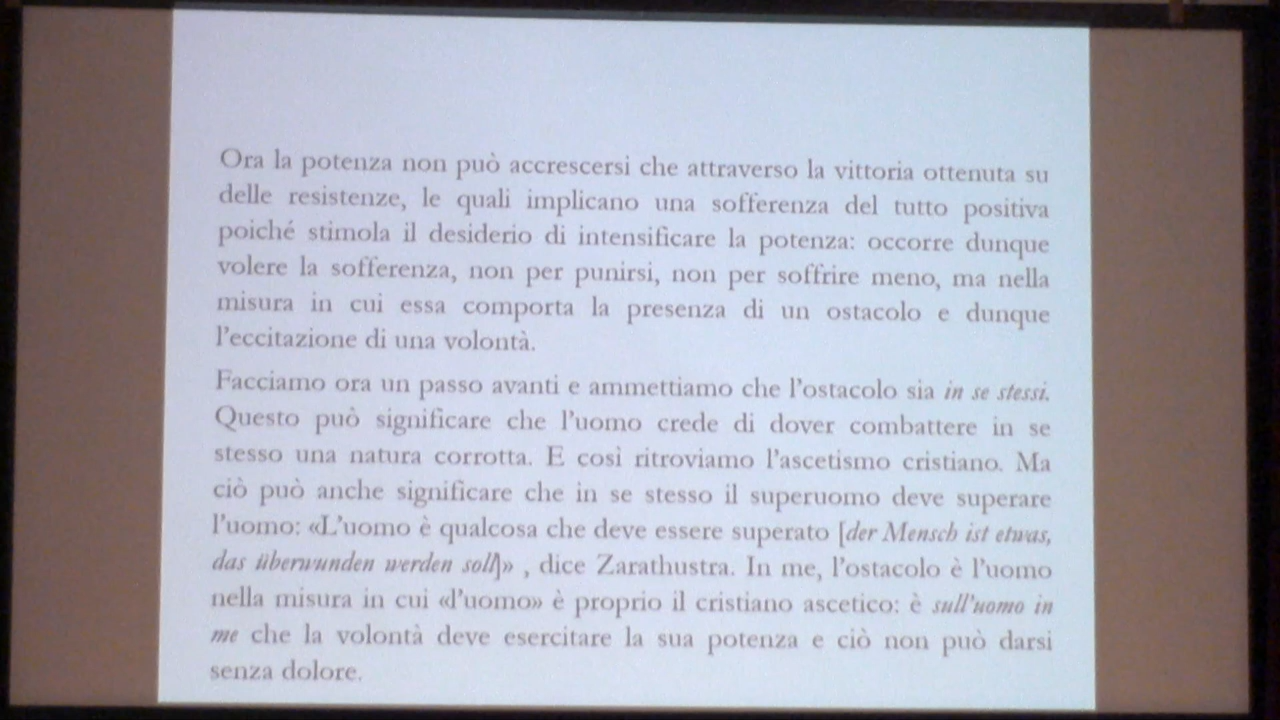 Ora la potenza non può accrescersi che attraverso la vittoria ottenuta su
delle resistenze, le quali implicano una sofferenza del tutto positiva
poiché stimola il desiderio di intensificare la potenza: occorre dunque
volere la sofferenza, non per punirsi, non per soffrire meno, ma nella
misura in cui essa comporta la presenza di un ostacolo e dunque
l'eccitazione di una volontà.
Facciamo ora un passo avanti e ammettiamo che l'ostacolo sia in se stessi.
Questo può significare che l'uomo crede di dover combattere in se
stesso una natura corrotta. E così ritroviamo l'ascetismo cristiano. Ma
ciò può anche significare che in se stesso il superuomo deve superare
l'uomo: «L'uomo è qualcosa che deve essere superato [der Mensch ist etwas,
das überwunden werden soll]» , dice Zarathustra. In me, l'ostacolo è l'uomo
nella misura in cui «l'uomo» è proprio il cristiano ascetico: è sull'uomo in
me che la volontà deve esercitare la sua potenza e ciò non può darsi
senza dolore.